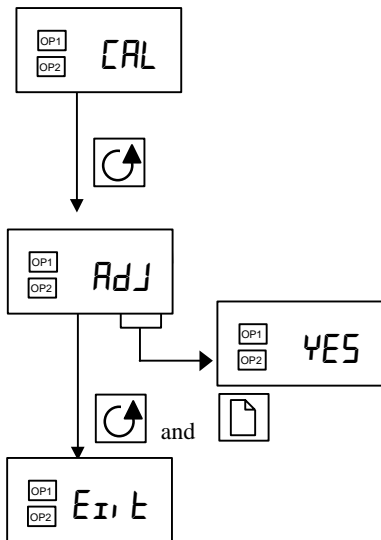 OP1
OP2
CAL
OP1
OP2
AdJ
OP1
OP2
YES
and
OP1
OP2
Exit